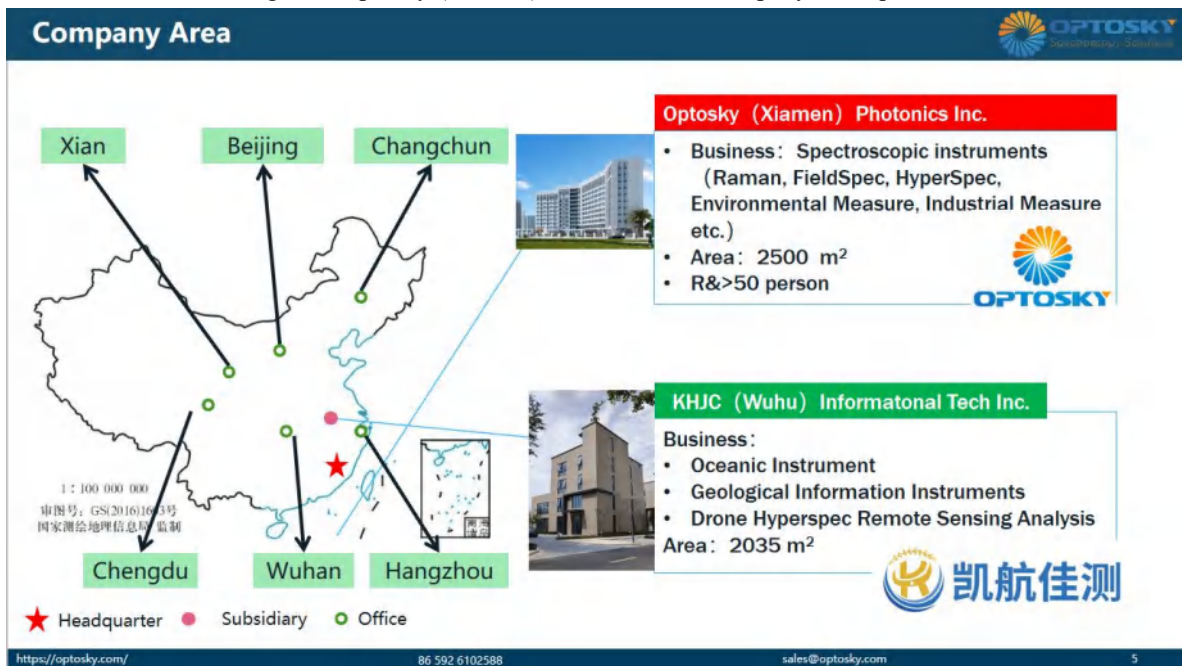 Company Area
OPTOSKY
Spectroscopy Solutions
Xian
Beijing
Changchun
Optosky（Xiamen）Photonics Inc.
• Business：Spectroscopic instruments
（Raman, FieldSpec, HyperSpec,
Environmental Measure, Industrial Measure
etc.）
• Area：2500 m²
• R&>50 person
OPTOSKY
KHJC（Wuhu）Informatonal Tech Inc.
Business：
• Oceanic Instrument
• Geological Information Instruments
• Drone Hyperspec Remote Sensing Analysis
Area：2035 m²
凯航佳测
1：100 000 000
国家测绘地理信息局 监制
Chengdu
Wuhan
Hangzhou
Headquarter
Subsidiary
Office
https://optosky.com/
86 592 6102588
sales@optosky.com
5